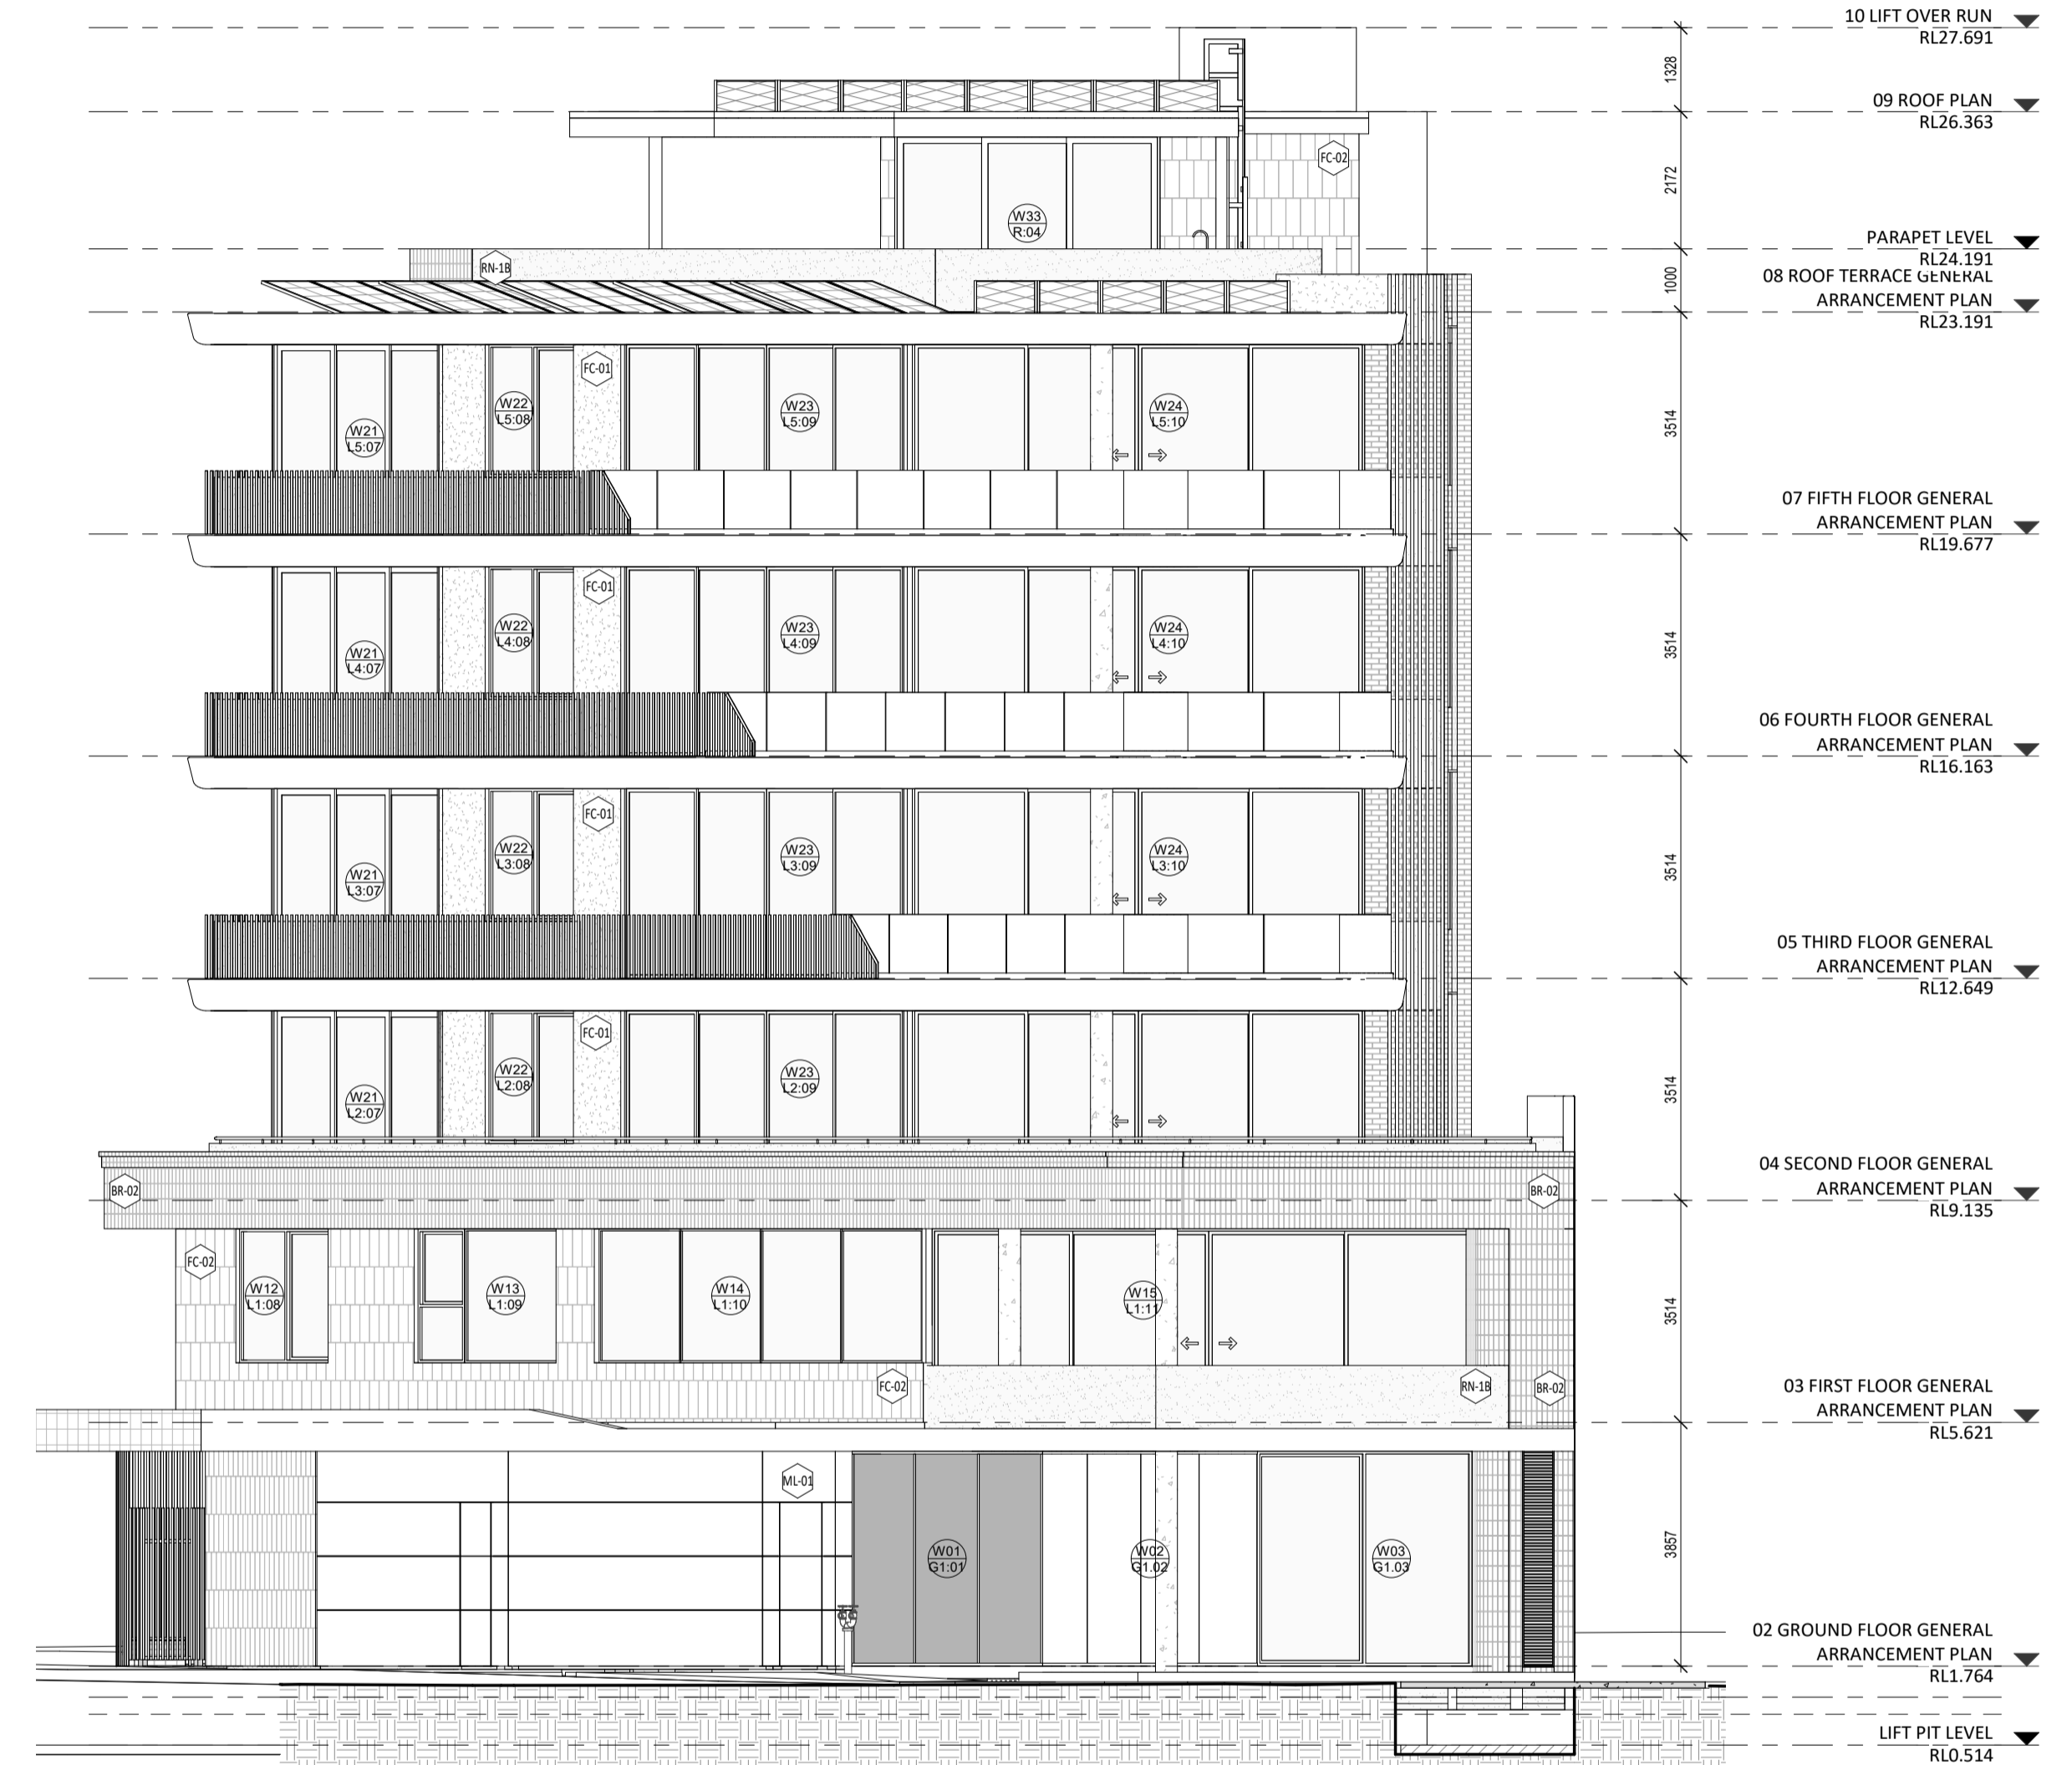 10 LIFT OVER RUN
RL27.691
1328
09 ROOF PLAN
RL26.363
FC-02
2172
W33
R:04
PARAPET LEVEL
RL24.191
RN-1B
1000
08 ROOF TERRACE GENERAL
ARRANCEMENT PLAN
RL23.191
FC-01
W21
L5:07
W22
L5:08
W23
L5:09
W24
L5:10
3514
07 FIFTH FLOOR GENERAL
ARRANCEMENT PLAN
RL19.677
FC-01
W21
L4:07
W22
L4:08
W23
L4:09
W24
L4:10
3514
06 FOURTH FLOOR GENERAL
ARRANCEMENT PLAN
RL16.163
FC-01
W21
L3:07
W22
L3:08
W23
L3:09
W24
L3:10
3514
05 THIRD FLOOR GENERAL
ARRANCEMENT PLAN
RL12.649
FC-01
W21
L2:07
W22
L2:08
W23
L2:09
3514
BR-02
BR-02
04 SECOND FLOOR GENERAL
ARRANCEMENT PLAN
RL9.135
FC-02
W12
L1:08
W13
L1:09
W14
L1:10
W15
L1:11
3514
FC-02
RN-1B
BR-02
03 FIRST FLOOR GENERAL
ARRANCEMENT PLAN
RL5.621
ML-01
W01
G1:01
W02
G1.02
W03
G1.03
3857
02 GROUND FLOOR GENERAL
ARRANCEMENT PLAN
RL1.764
LIFT PIT LEVEL
RL0.514